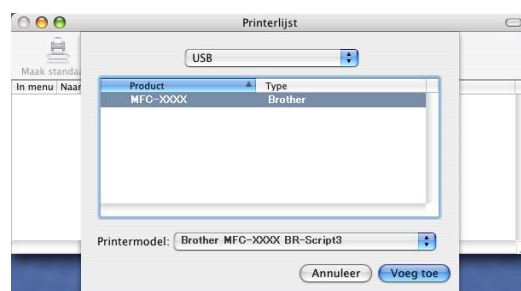 Printerlijst
USB
Maak standaa
In menu Naar
Product Type
MFC-XXXX Brother
Printermodel: Brother MFC-XXXX BR-Script3
Annuleer Voeg toe